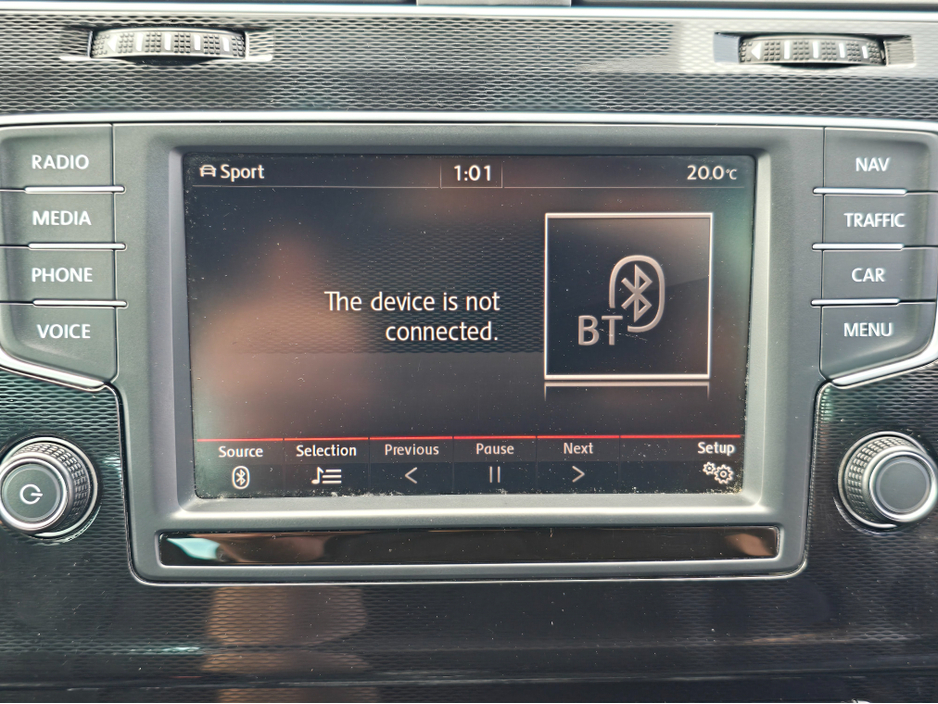 RADIO
MEDIA
PHONE
VOICE
Sport 1:01 20.0°C
The device is not
connected.
BT
Source Selection Previous Pause Next Setup
NAV
TRAFFIC
CAR
MENU